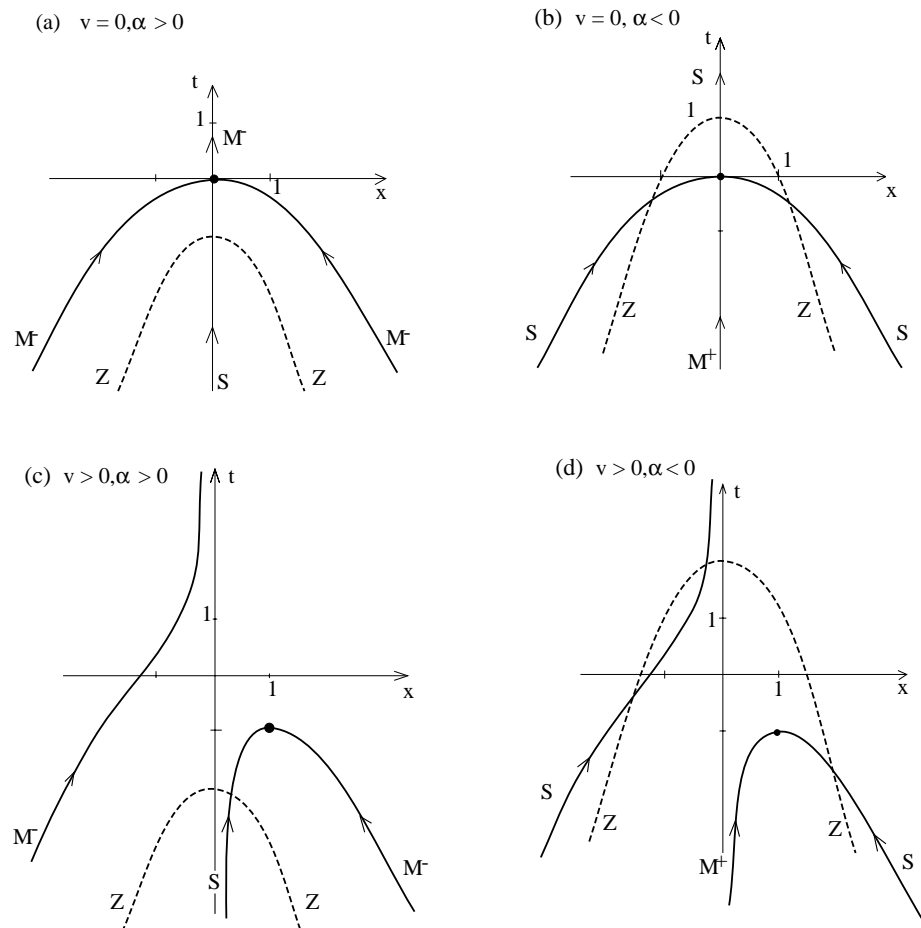 (a) v = 0,α > 0
t
1
M-
1
x
M-
M-
Z
S
Z
(b) v = 0, α < 0
t
S
1
1
x
Z
Z
S
S
M+
(c) v > 0,α > 0
t
1
1
x
M-
S
M-
Z
Z
(d) v > 0,α < 0
t
1
1
x
S
Z
Z
S
M+